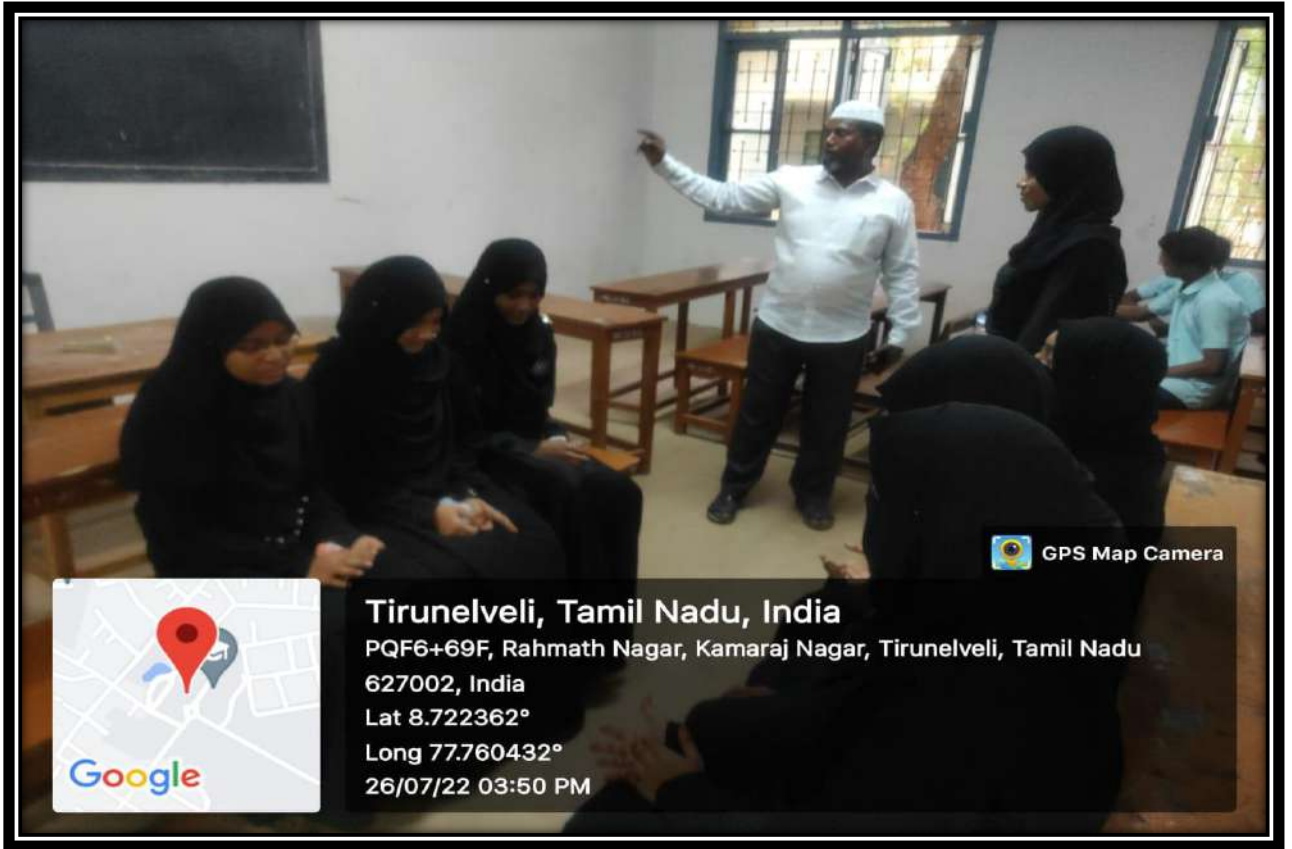 GPS Map Camera
Tirunelveli, Tamil Nadu, India
PQF6+69F, Rahmath Nagar, Kamaraj Nagar, Tirunelveli, Tamil Nadu
627002, India
Lat 8.722362°
Long 77.760432°
26/07/22 03:50 PM
Google